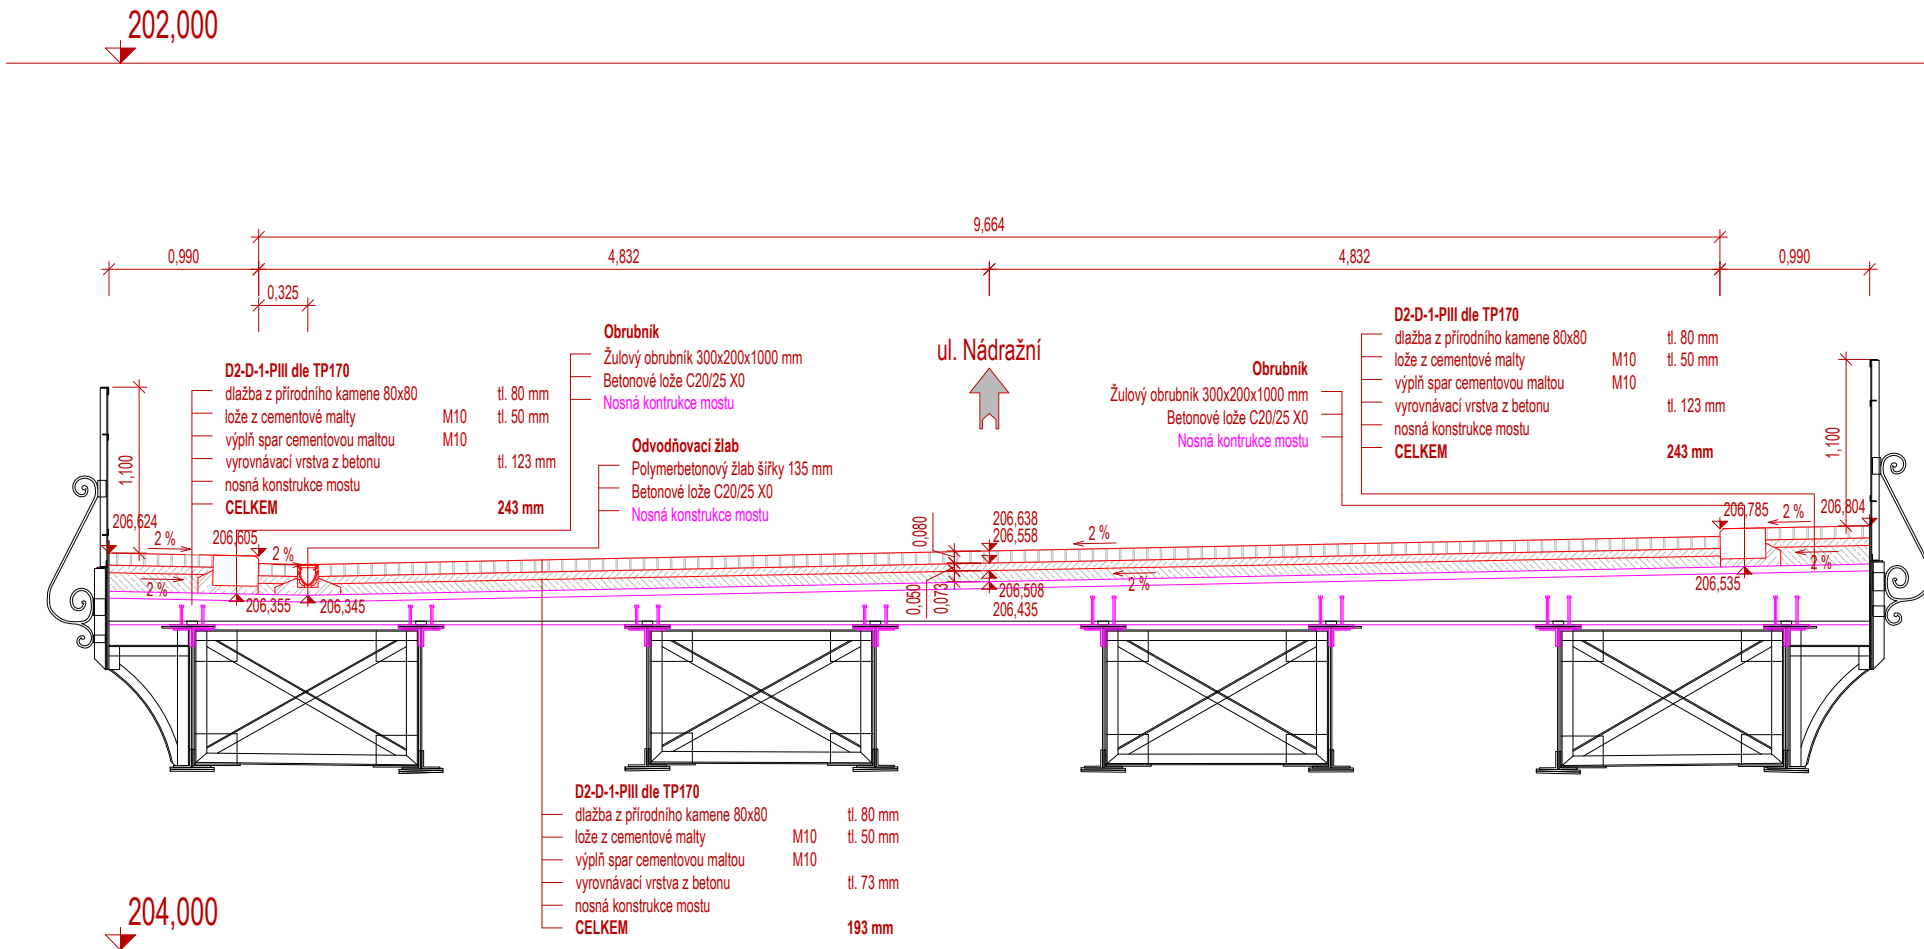 202,000
9,664
0,990
4,832
4,832
0,990
0,325
D2-D-1-PIII dle TP170
dlažba z přírodního kamene 80x80 tl. 80 mm
lože z cementové malty M10 tl. 50 mm
výplň spar cementovou maltou M10
vyrovnávací vrstva z betonu tl. 123 mm
nosná konstrukce mostu
CELKEM 243 mm
Obrubník
Žulový obrubník 300x200x1000 mm
Betonové lože C20/25 X0
Nosná kontrukce mostu
Odvodňovací žlab
Polymerbetonový žlab šířky 135 mm
Betonové lože C20/25 X0
Nosná konstrukce mostu
ul. Nádražní
Obrubník
Žulový obrubník 300x200x1000 mm
Betonové lože C20/25 X0
Nosná kontrukce mostu
D2-D-1-PIII dle TP170
dlažba z přírodního kamene 80x80 tl. 80 mm
lože z cementové malty M10 tl. 50 mm
výplň spar cementovou maltou M10
vyrovnávací vrstva z betonu tl. 123 mm
nosná konstrukce mostu
CELKEM 243 mm
1,100
1,100
206,624
2 %
206,605
2 %
2 %
206,355
206,345
0,080
0,050
0,073
206,638
206,558
206,508
206,435
2 %
2 %
206,785
2 %
206,804
206,535
2 %
D2-D-1-PIII dle TP170
dlažba z přírodního kamene 80x80 tl. 80 mm
lože z cementové malty M10 tl. 50 mm
výplň spar cementovou maltou M10
vyrovnávací vrstva z betonu tl. 73 mm
nosná konstrukce mostu
CELKEM 193 mm
204,000